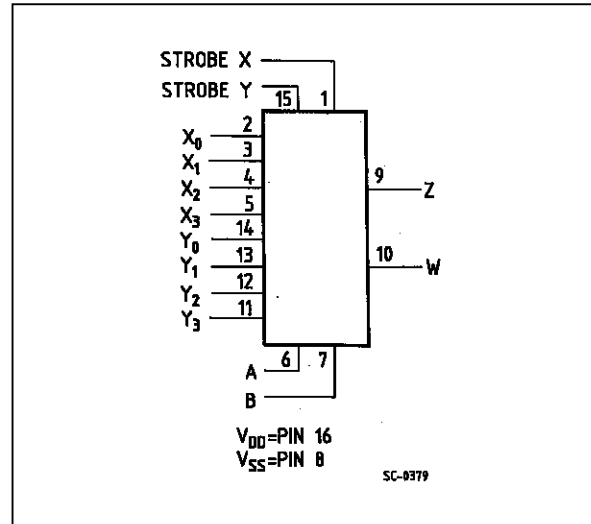 STROBE X
STROBE Y
15 1
X0 2
X1 3
X2 4
X3 5
Y0 14
Y1 13
Y2 12
Y3 11
9 Z
10 W
A 6 7
B
VDD=PIN 16
VSS=PIN 8
SC-0379